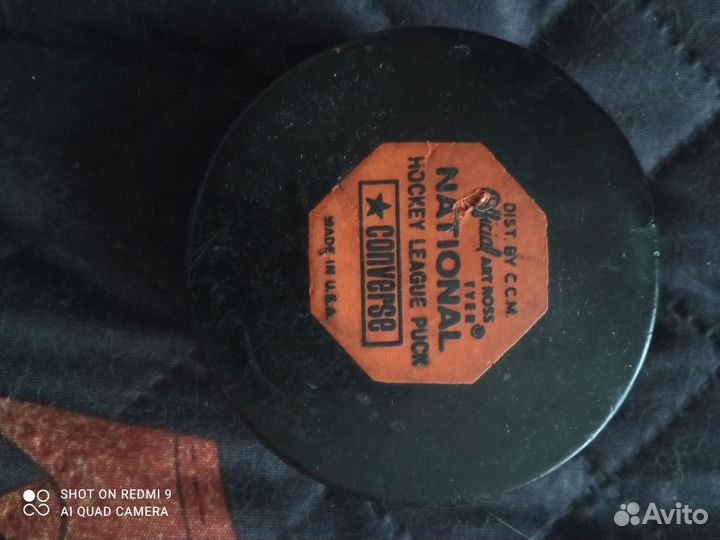 DIST. BY C.C.M.
Official ART ROSS
TYER®
NATIONAL
HOCKEY LEAGUE PUCK
★ CONVERSE
MADE IN U.S.A.
SHOT ON REDMI 9
AI QUAD CAMERA
Avito